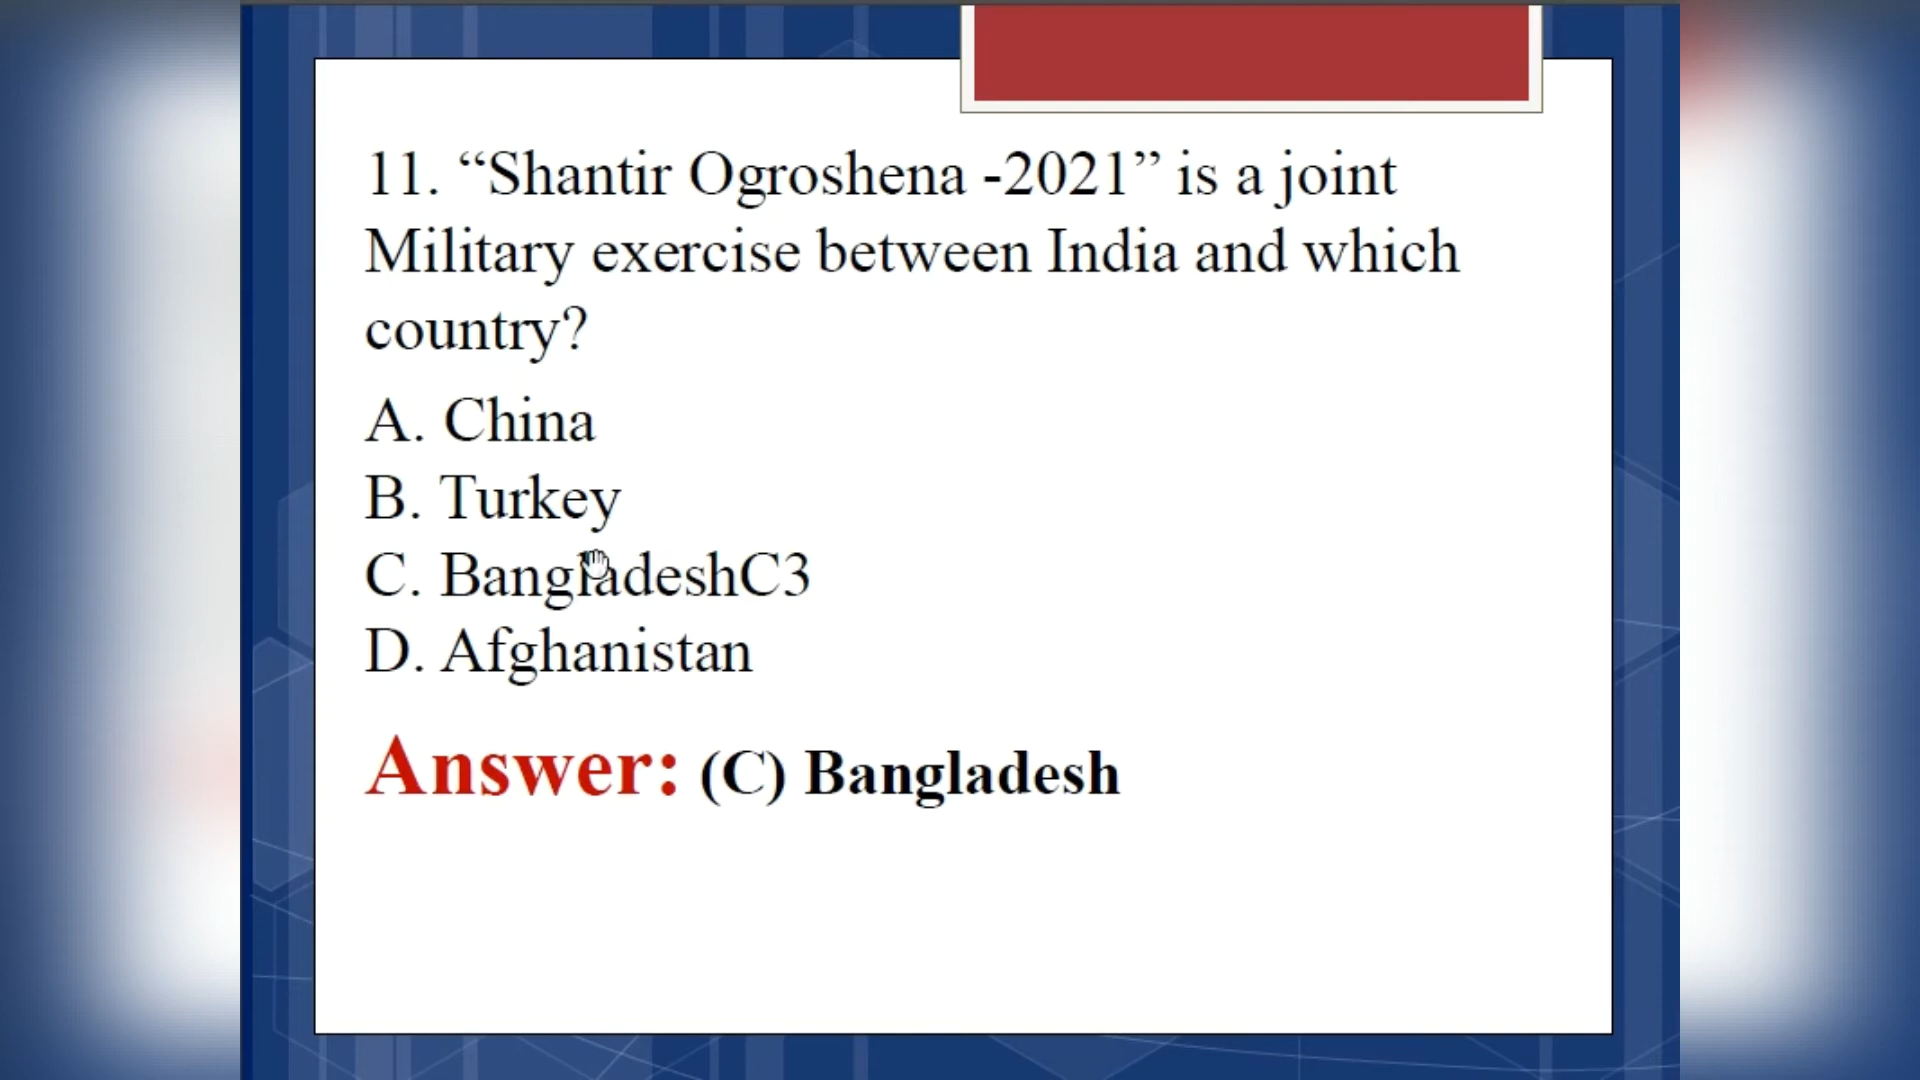 11. “Shantir Ogroshena -2021” is a joint
Military exercise between India and which
country?
A. China
B. Turkey
C. BangladeshC3
D. Afghanistan
Answer: (C) Bangladesh